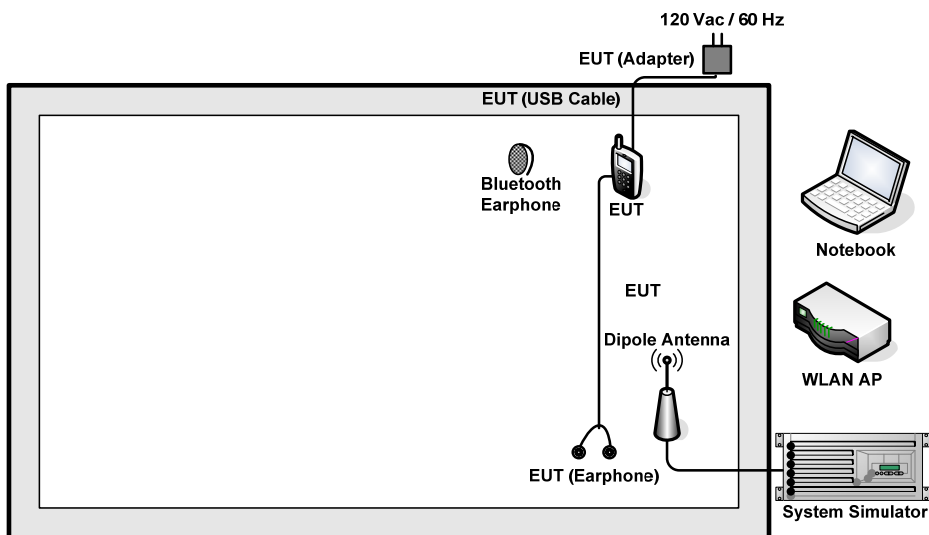 120 Vac / 60 Hz
EUT (Adapter)
EUT (USB Cable)
Bluetooth
Earphone
EUT
Notebook
EUT
Dipole Antenna
WLAN AP
EUT (Earphone)
System Simulator